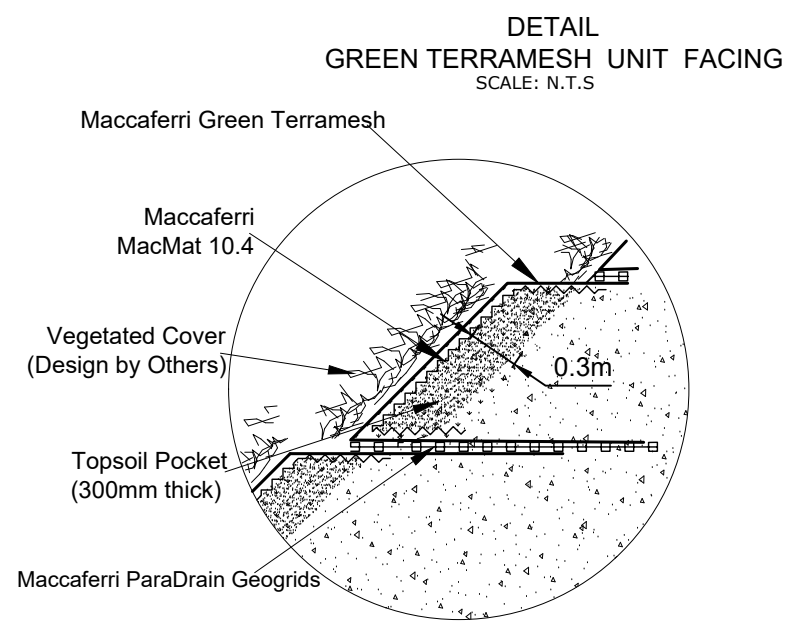 DETAIL
GREEN TERRAMESH UNIT FACING
SCALE: N.T.S
Maccaferri Green Terramesh
Maccaferri
MacMat 10.4
Vegetated Cover
(Design by Others)
0.3m
Topsoil Pocket
(300mm thick)
Maccaferri ParaDrain Geogrids